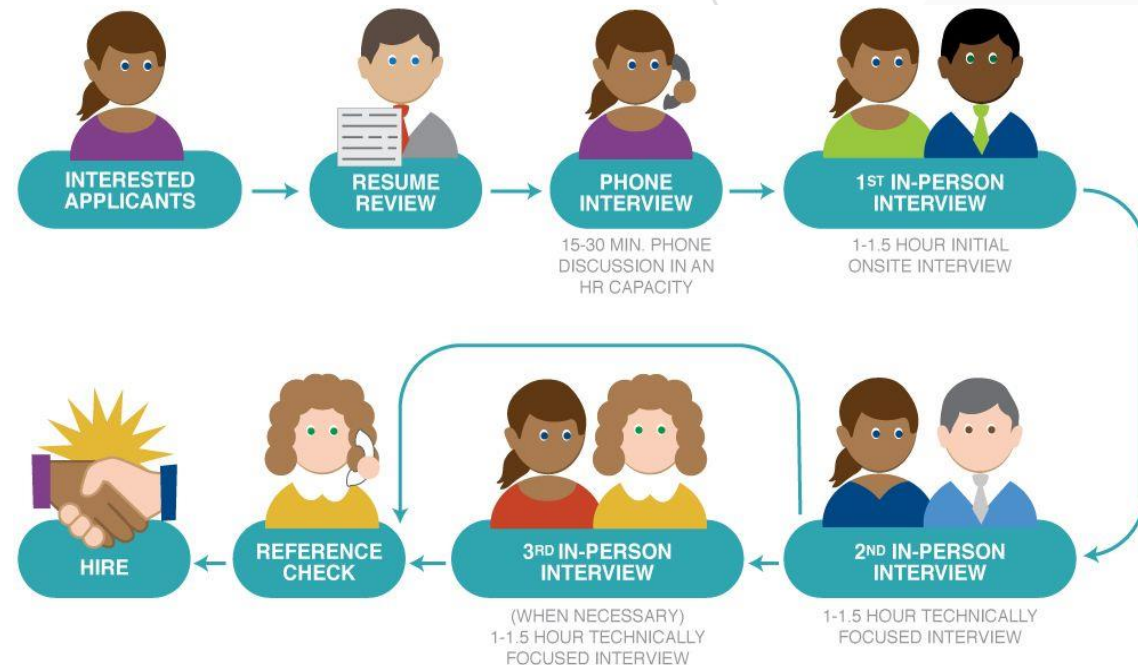 INTERESTED
APPLICANTS
RESUME
REVIEW
PHONE
INTERVIEW
15-30 MIN. PHONE
DISCUSSION IN AN
HR CAPACITY
1ST IN-PERSON
INTERVIEW
1-1.5 HOUR INITIAL
ONSITE INTERVIEW
2ND IN-PERSON
INTERVIEW
1-1.5 HOUR TECHNICALLY
FOCUSED INTERVIEW
3RD IN-PERSON
INTERVIEW
(WHEN NECESSARY)
1-1.5 HOUR TECHNICALLY
FOCUSED INTERVIEW
REFERENCE
CHECK
HIRE